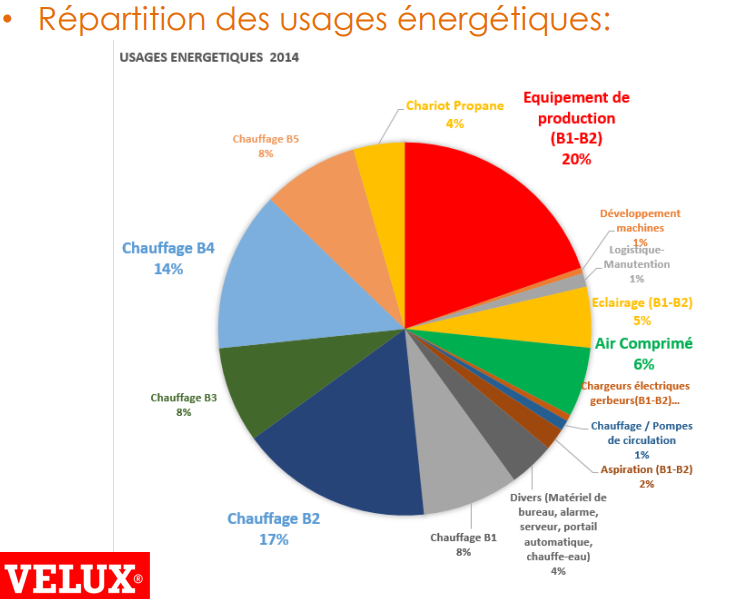 • Répartition des usages énergétiques:
USAGES ENERGETIQUES 2014
Chariot Propane
4%
Equipement de
production
(B1-B2)
20%
Chauffage B5
8%
Développement
machines
1%
Logistique-
Manutention
1%
Chauffage B4
14%
Eclairage (B1-B2)
5%
Air Comprimé
6%
Chauffage B3
8%
Chargeurs électriques
gerbeurs(B1-B2)...
Chauffage / Pompes
de circulation
1%
Aspiration (B1-B2)
2%
Divers (Matériel de
bureau, alarme,
serveur, portail
automatique,
chauffe-eau)
4%
Chauffage B2
17%
Chauffage B1
8%
VELUX®